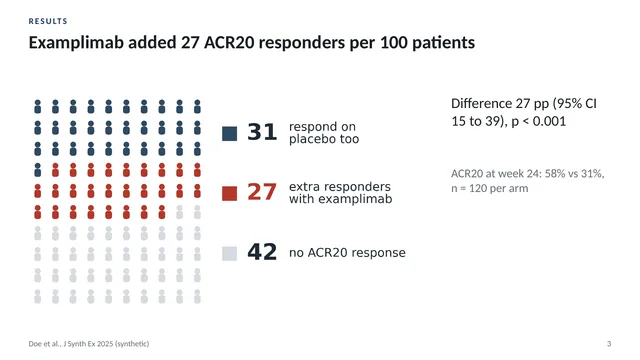 RESULTS
Examplimab added 27 ACR20 responders per 100 patients
31 respond on
placebo too
27 extra responders
with examplimab
42 no ACR20 response
Difference 27 pp (95% CI
15 to 39), p < 0.001
ACR20 at week 24: 58% vs 31%,
n = 120 per arm
Doe et al., J Synth Ex 2025 (synthetic)
3